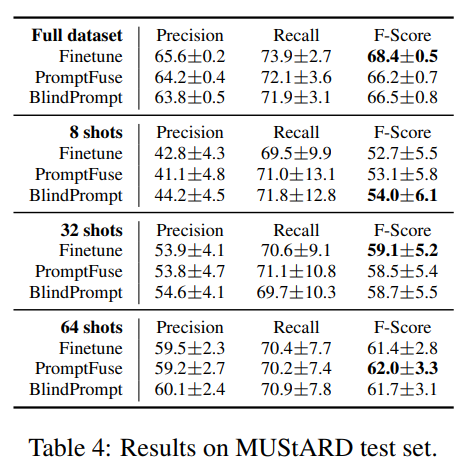 Full dataset Precision Recall F-Score
Finetune 65.6±0.2 73.9±2.7 68.4±0.5
PromptFuse 64.2±0.4 72.1±3.6 66.2±0.7
BlindPrompt 63.8±0.5 71.9±3.1 66.5±0.8
8 shots Precision Recall F-Score
Finetune 42.8±4.3 69.5±9.9 52.7±5.5
PromptFuse 41.1±4.8 71.0±13.1 53.1±5.8
BlindPrompt 44.2±4.5 71.8±12.8 54.0±6.1
32 shots Precision Recall F-Score
Finetune 53.9±4.1 70.6±9.1 59.1±5.2
PromptFuse 53.8±4.7 71.1±10.8 58.5±5.4
BlindPrompt 54.6±4.1 69.7±10.3 58.7±5.5
64 shots Precision Recall F-Score
Finetune 59.5±2.3 70.4±7.7 61.4±2.8
PromptFuse 59.2±2.7 70.2±7.4 62.0±3.3
BlindPrompt 60.1±2.4 70.9±7.8 61.7±3.1
Table 4: Results on MUStARD test set.